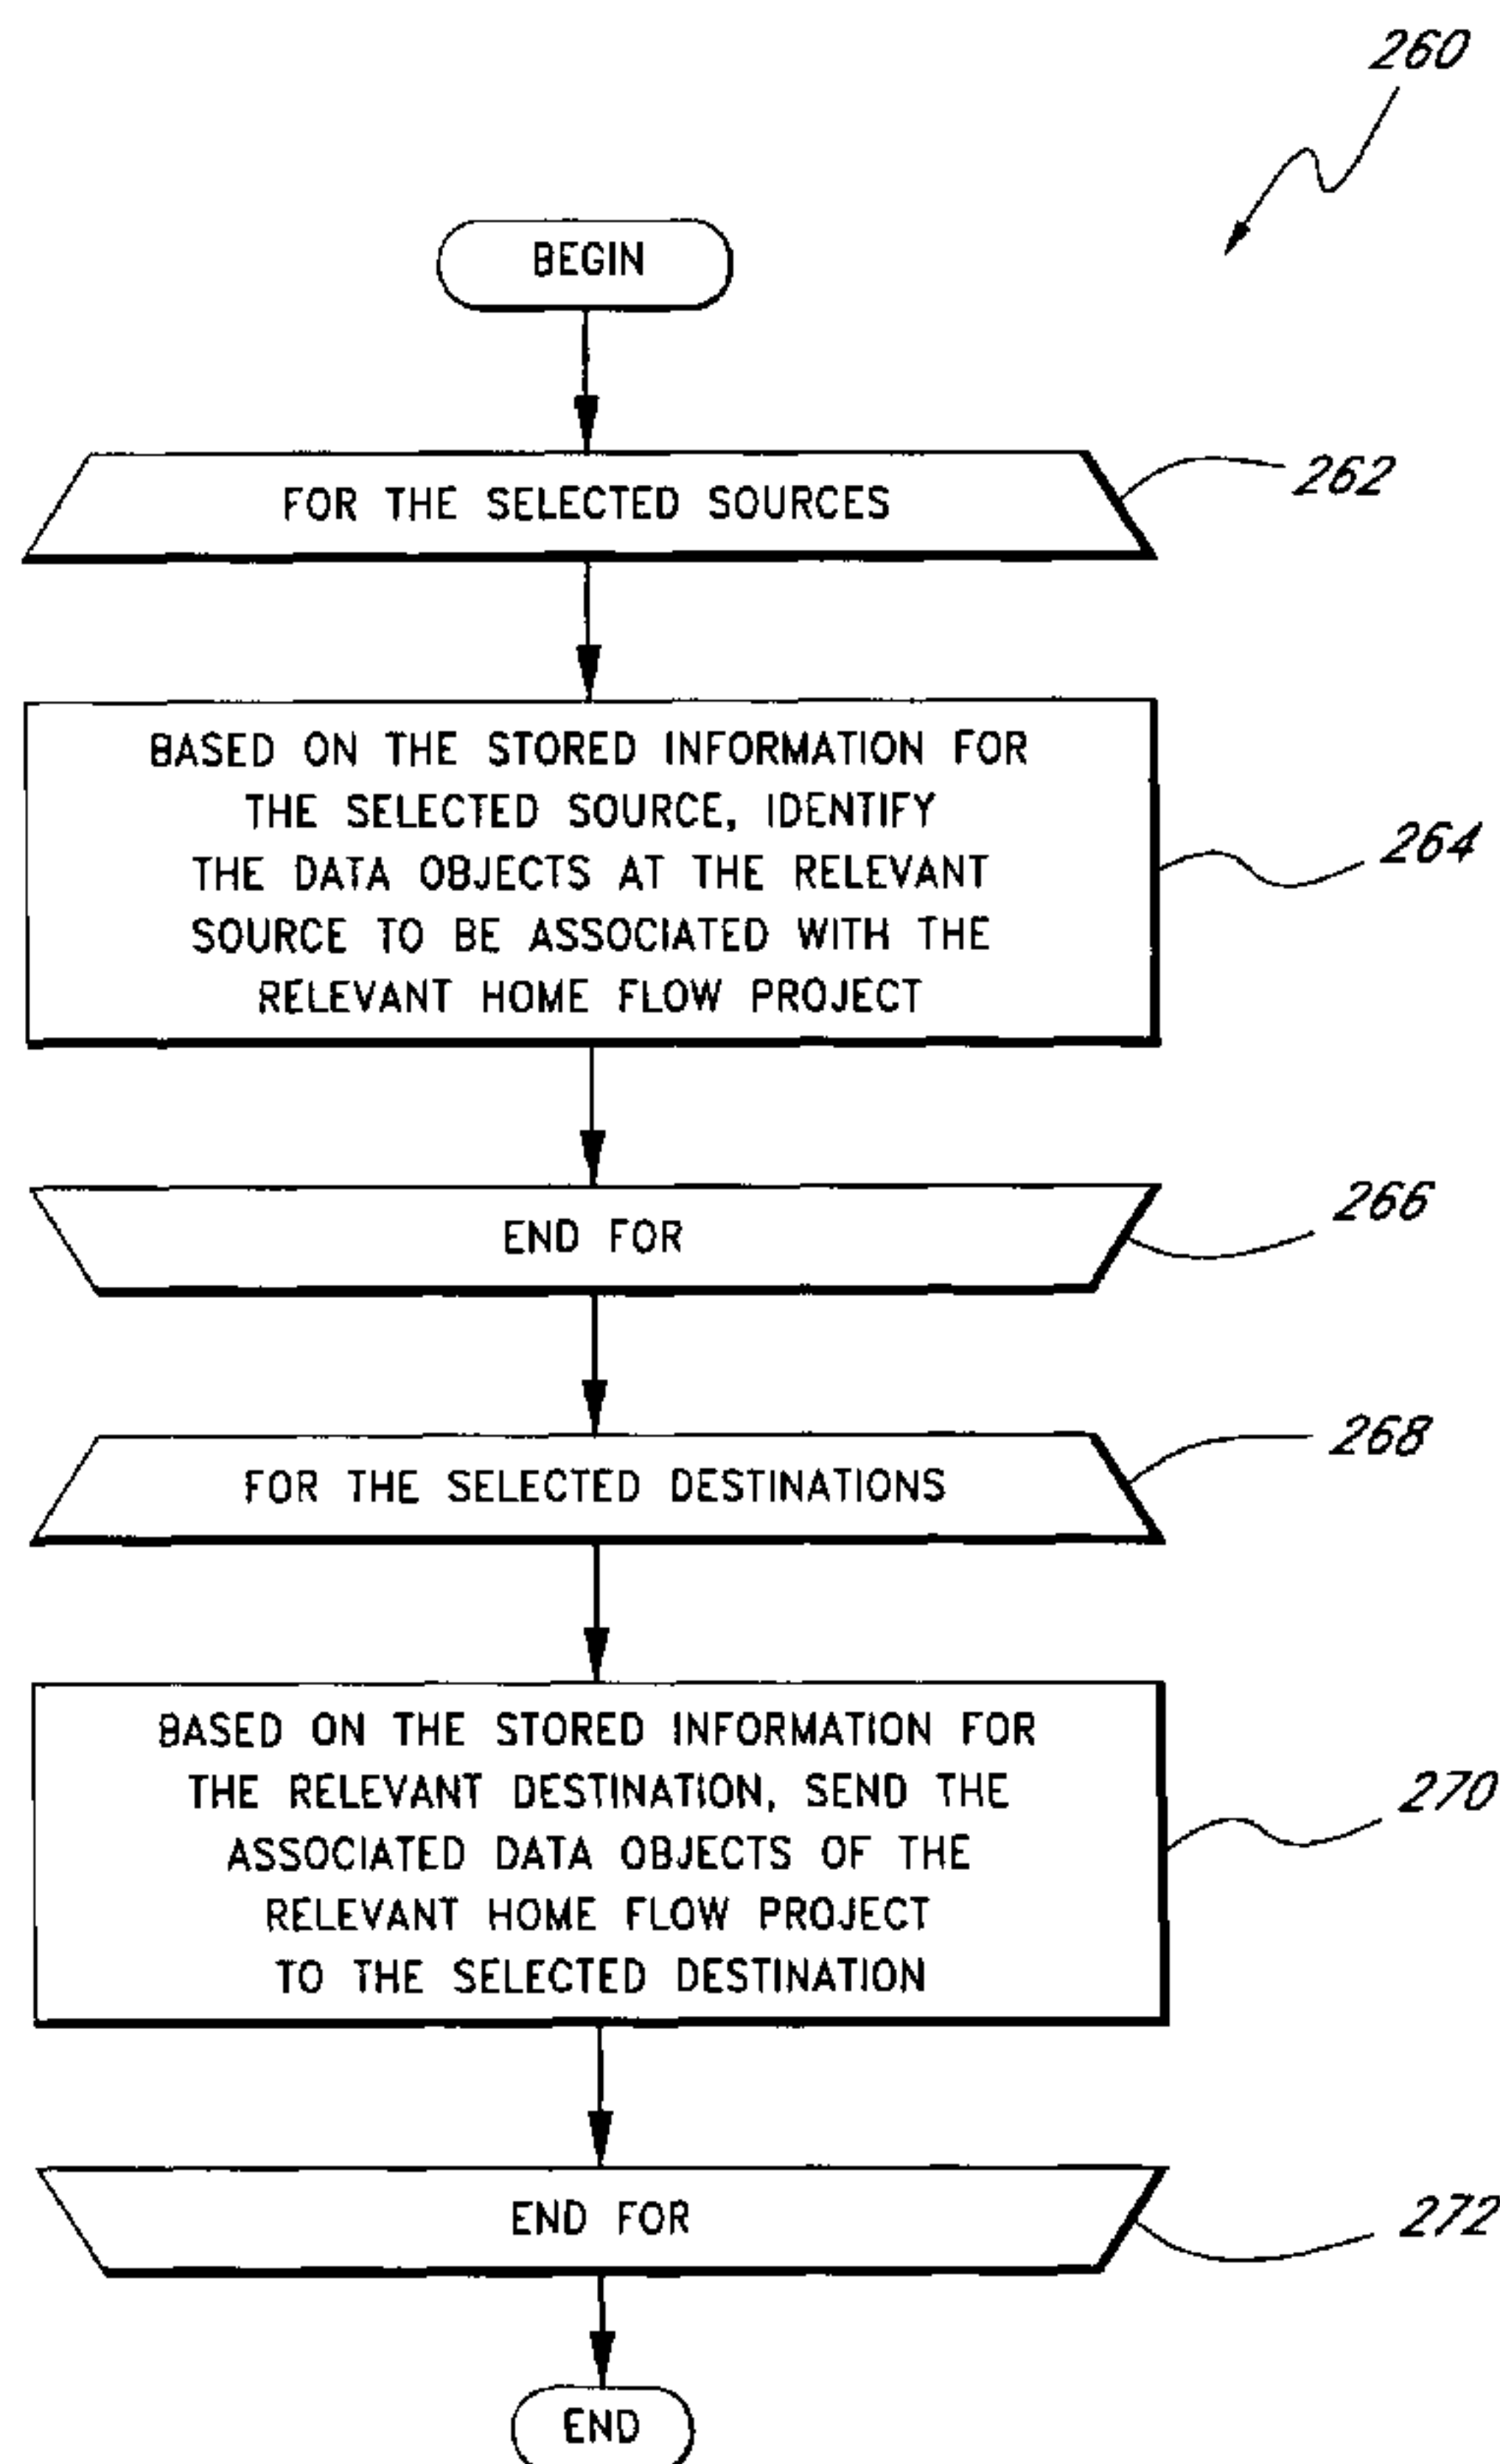 260
BEGIN
FOR THE SELECTED SOURCES
262
BASED ON THE STORED INFORMATION FOR
THE SELECTED SOURCE, IDENTIFY
THE DATA OBJECTS AT THE RELEVANT
SOURCE TO BE ASSOCIATED WITH THE
RELEVANT HOME FLOW PROJECT
264
END FOR
266
FOR THE SELECTED DESTINATIONS
268
BASED ON THE STORED INFORMATION FOR
THE RELEVANT DESTINATION, SEND THE
ASSOCIATED DATA OBJECTS OF THE
RELEVANT HOME FLOW PROJECT
TO THE SELECTED DESTINATION
270
END FOR
272
END